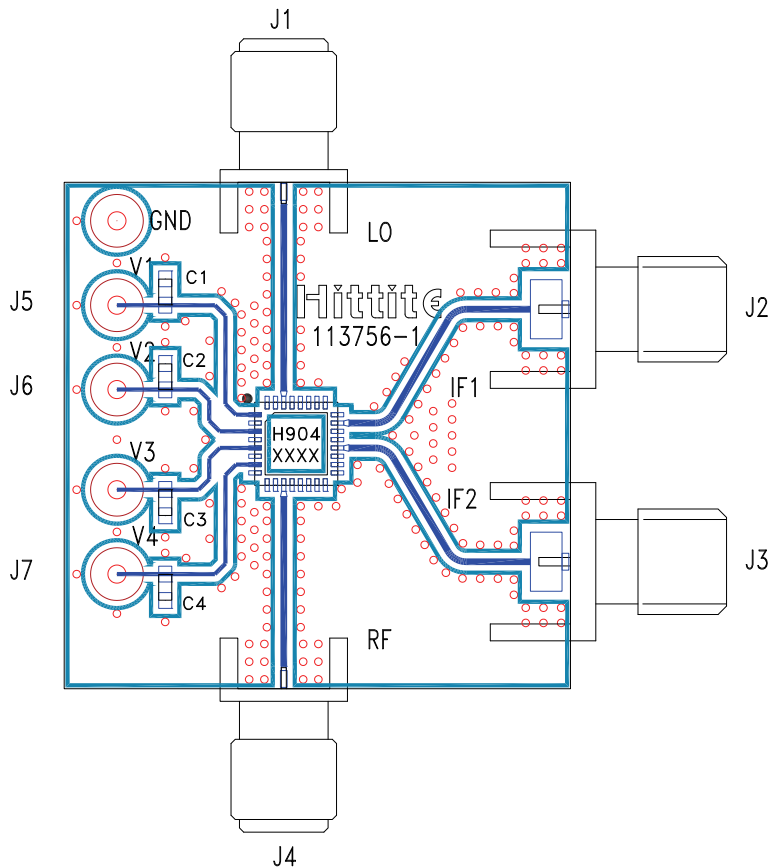 J1
GND
LO
V1
C1
J5
Hittite
113756-1
J2
V2
C2
J6
IF1
H904
XXXX
V3
IF2
C3
V4
J7
J3
C4
RF
J4